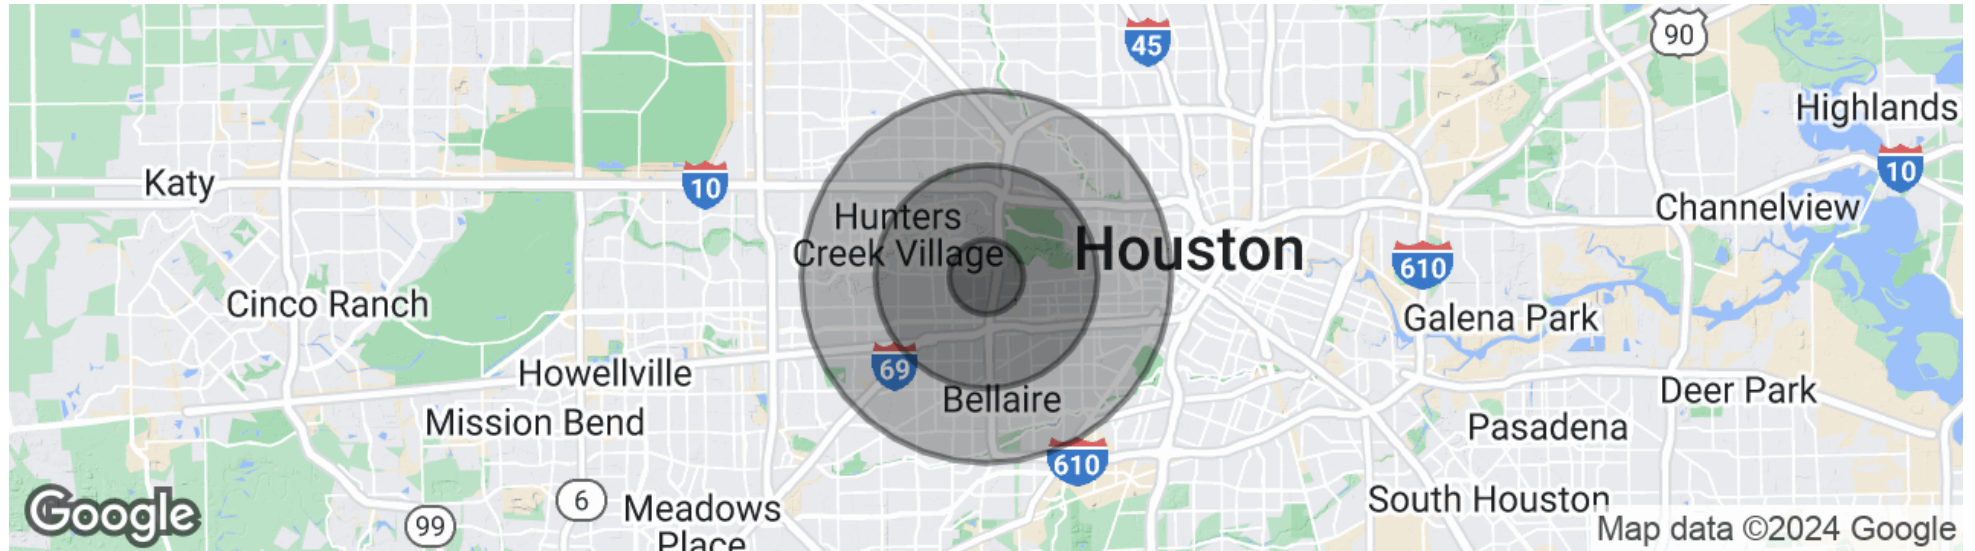 45
90
Highlands
Katy
10
10
Hunters
Creek Village
Channelview
Houston
610
Cinco Ranch
Galena Park
Howellville
69
Bellaire
Deer Park
Mission Bend
Pasadena
610
Google
99
6
Meadows
Place
South Houston
Map data ©2024 Google